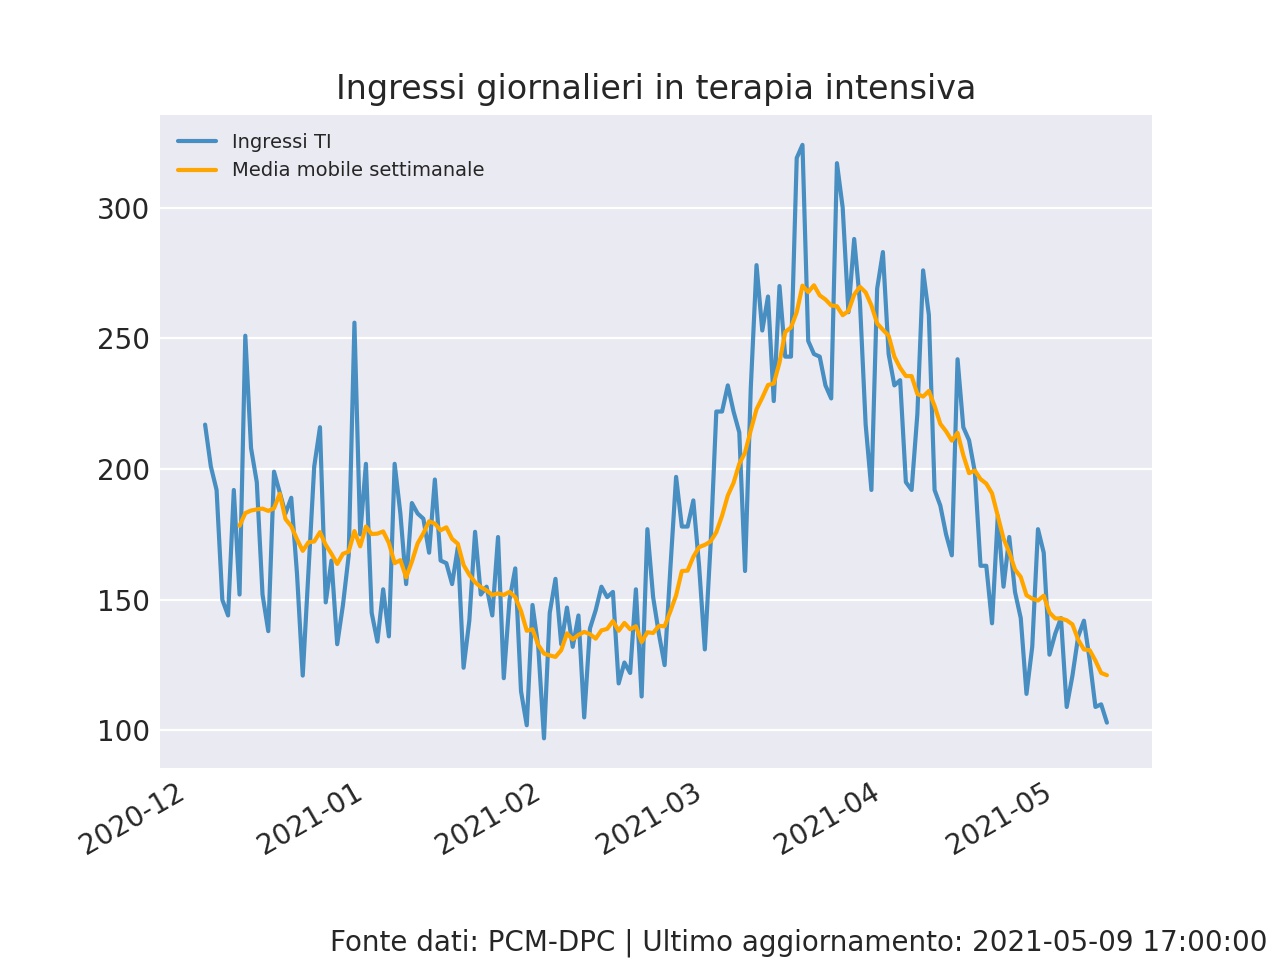 Ingressi giornalieri in terapia intensiva
Ingressi TI
Media mobile settimanale
300
250
200
150
100
2020-12
2021-01
2021-02
2021-03
2021-04
2021-05
Fonte dati: PCM-DPC | Ultimo aggiornamento: 2021-05-09 17:00:00